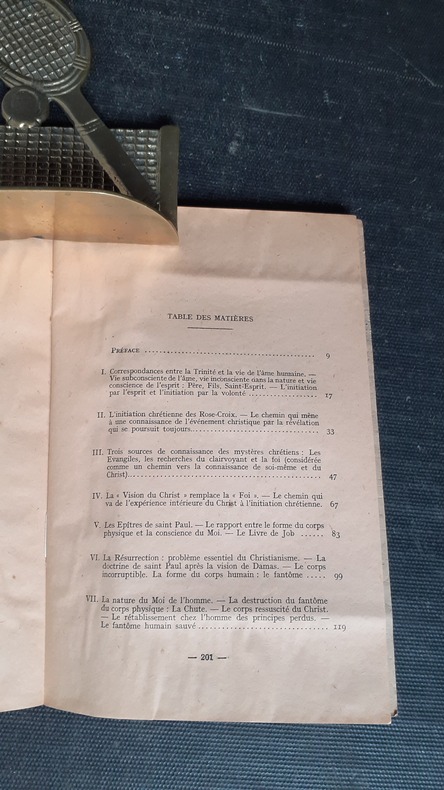 TABLE DES MATIÈRES
PRÉFACE ........................................ 9
I. Correspondances entre la Trinité et la vie de l'âme humaine. —
Vie subconsciente de l'âme, vie inconsciente dans la nature et vie
conscience de l'esprit : Père, Fils, Saint-Esprit. — L'initiation
par l'esprit et l'initiation par la volonté .................... 17
II. L'initiation chrétienne des Rose-Croix. — Le chemin qui mène
à une connaissance de l'événement christique par la révélation
qui se poursuit toujours.................................... 33
III. Trois sources de connaissance des mystères chrétiens : Les
Evangiles, les recherches du clairvoyant et la foi (considérée
comme un chemin vers la connaissance de soi-même et du
Christ).................................................. 47
IV. La « Vision du Christ » remplace la « Foi ». — Le chemin qui
va de l'expérience intérieure du Christ à l'initiation chrétienne. 67
V. Les Epîtres de saint Paul. — Le rapport entre le forme du corps
physique et la conscience du Moi. — Le Livre de Job ...... 83
VI. La Résurrection : problème essentiel du Christianisme. — La
doctrine de saint Paul après la vision de Damas. — Le corps
incorruptible. La forme du corps humain : le fantôme ..... 99
VII. La nature du Moi de l'homme. — La destruction du fantôme
du corps physique : La Chute. — Le corps ressuscité du Christ.
— Le rétablissement chez l'homme des principes perdus. —
Le fantôme humain sauvé ................................. 119
— 201 —